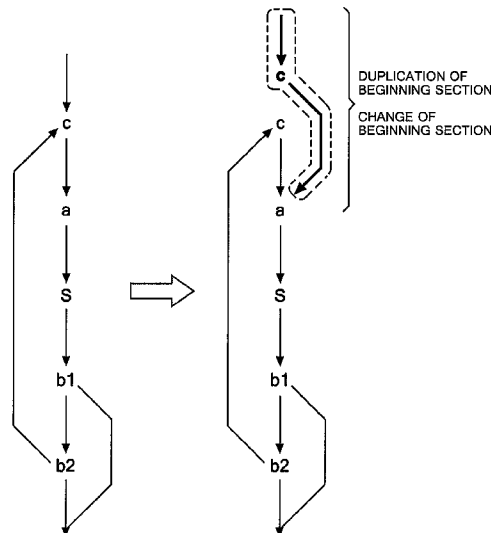 c
DUPLICATION OF
BEGINNING SECTION
CHANGE OF
BEGINNING SECTION
c
c
a
a
S
S
b1
b1
b2
b2